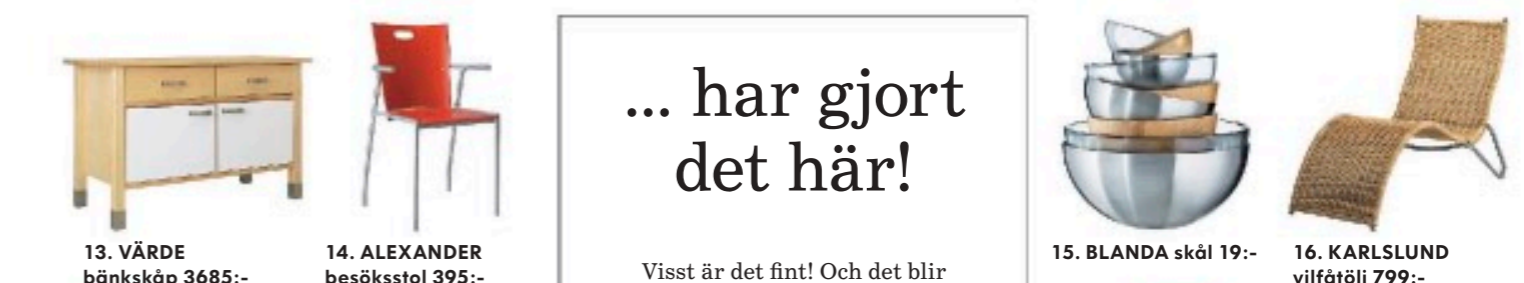 ... har gjort
det här!
Visst är det fint! Och det blir
13. VÄRDE
bänkskåp 3685:-
14. ALEXANDER
besöksstol 395:-
15. BLANDA skål 19:-
16. KARLSLUND
vilfåtölj 799:-